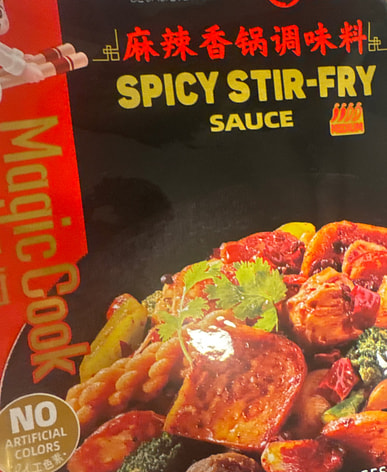 麻辣香锅调味料
SPICY STIR-FRY
SAUCE
Magic Cook
NO
ARTIFICIAL
COLORS